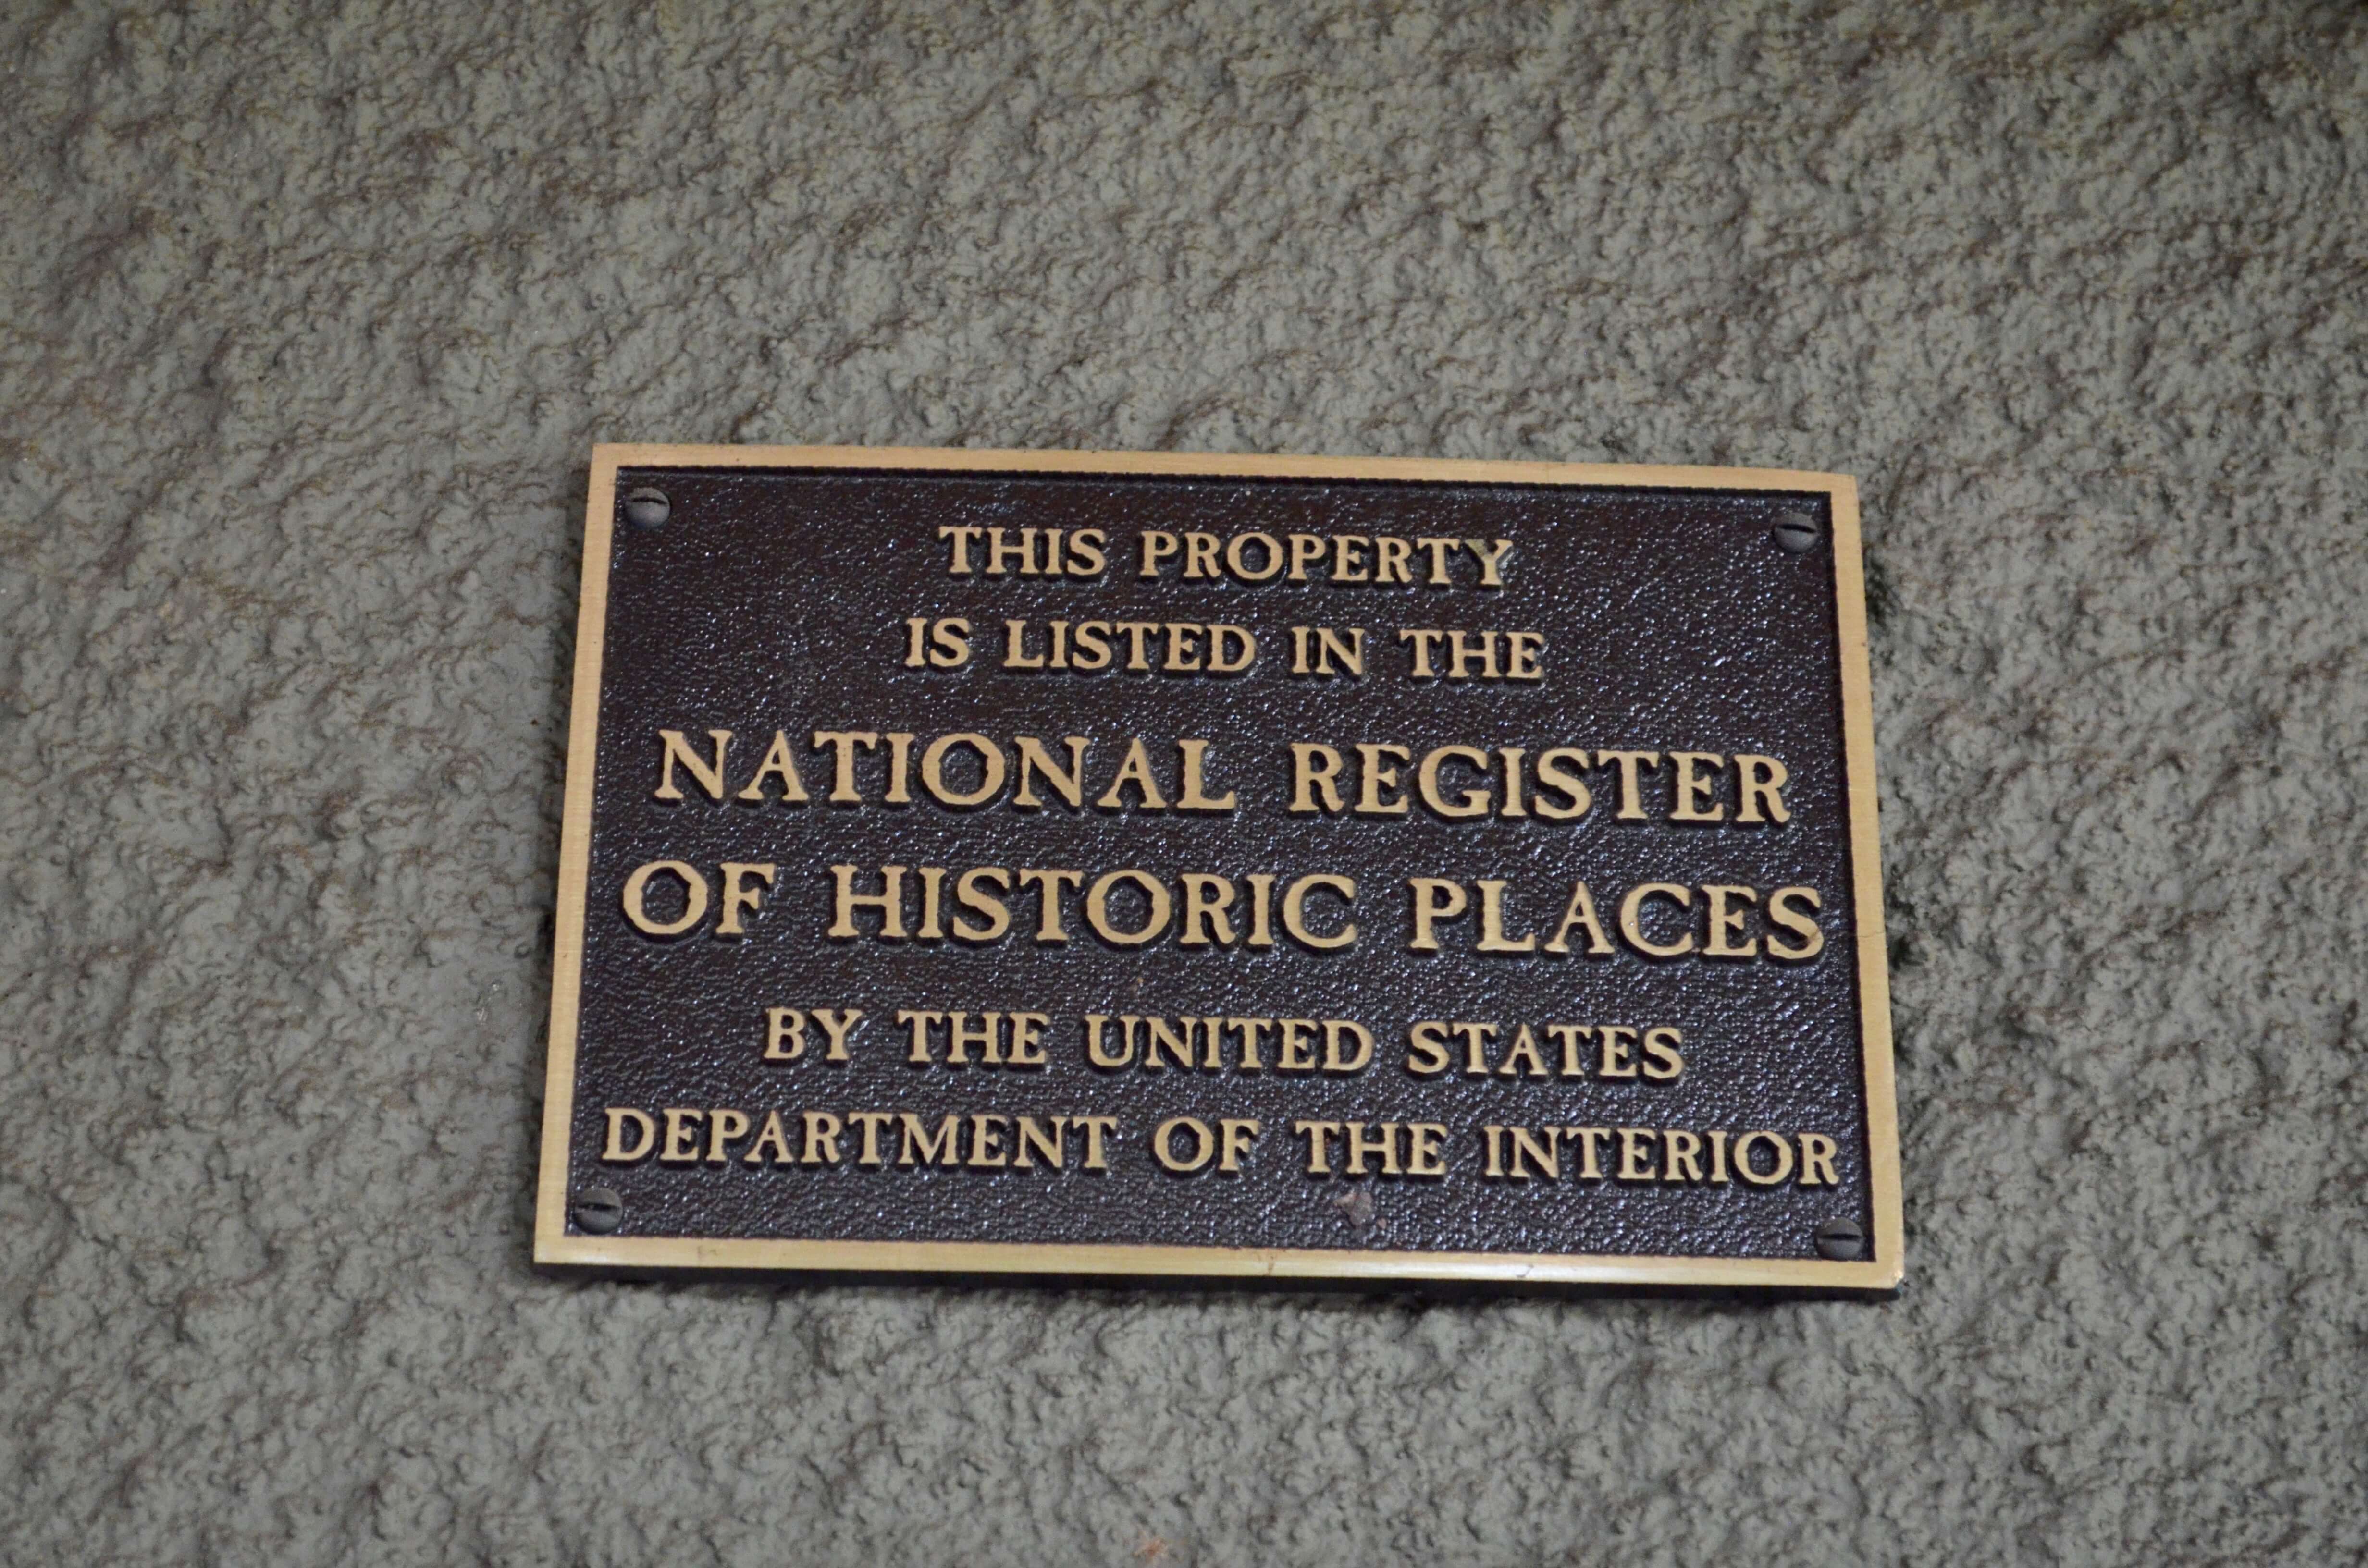 THIS PROPERTY
IS LISTED IN THE
NATIONAL REGISTER
OF HISTORIC PLACES
BY THE UNITED STATES
DEPARTMENT OF THE INTERIOR